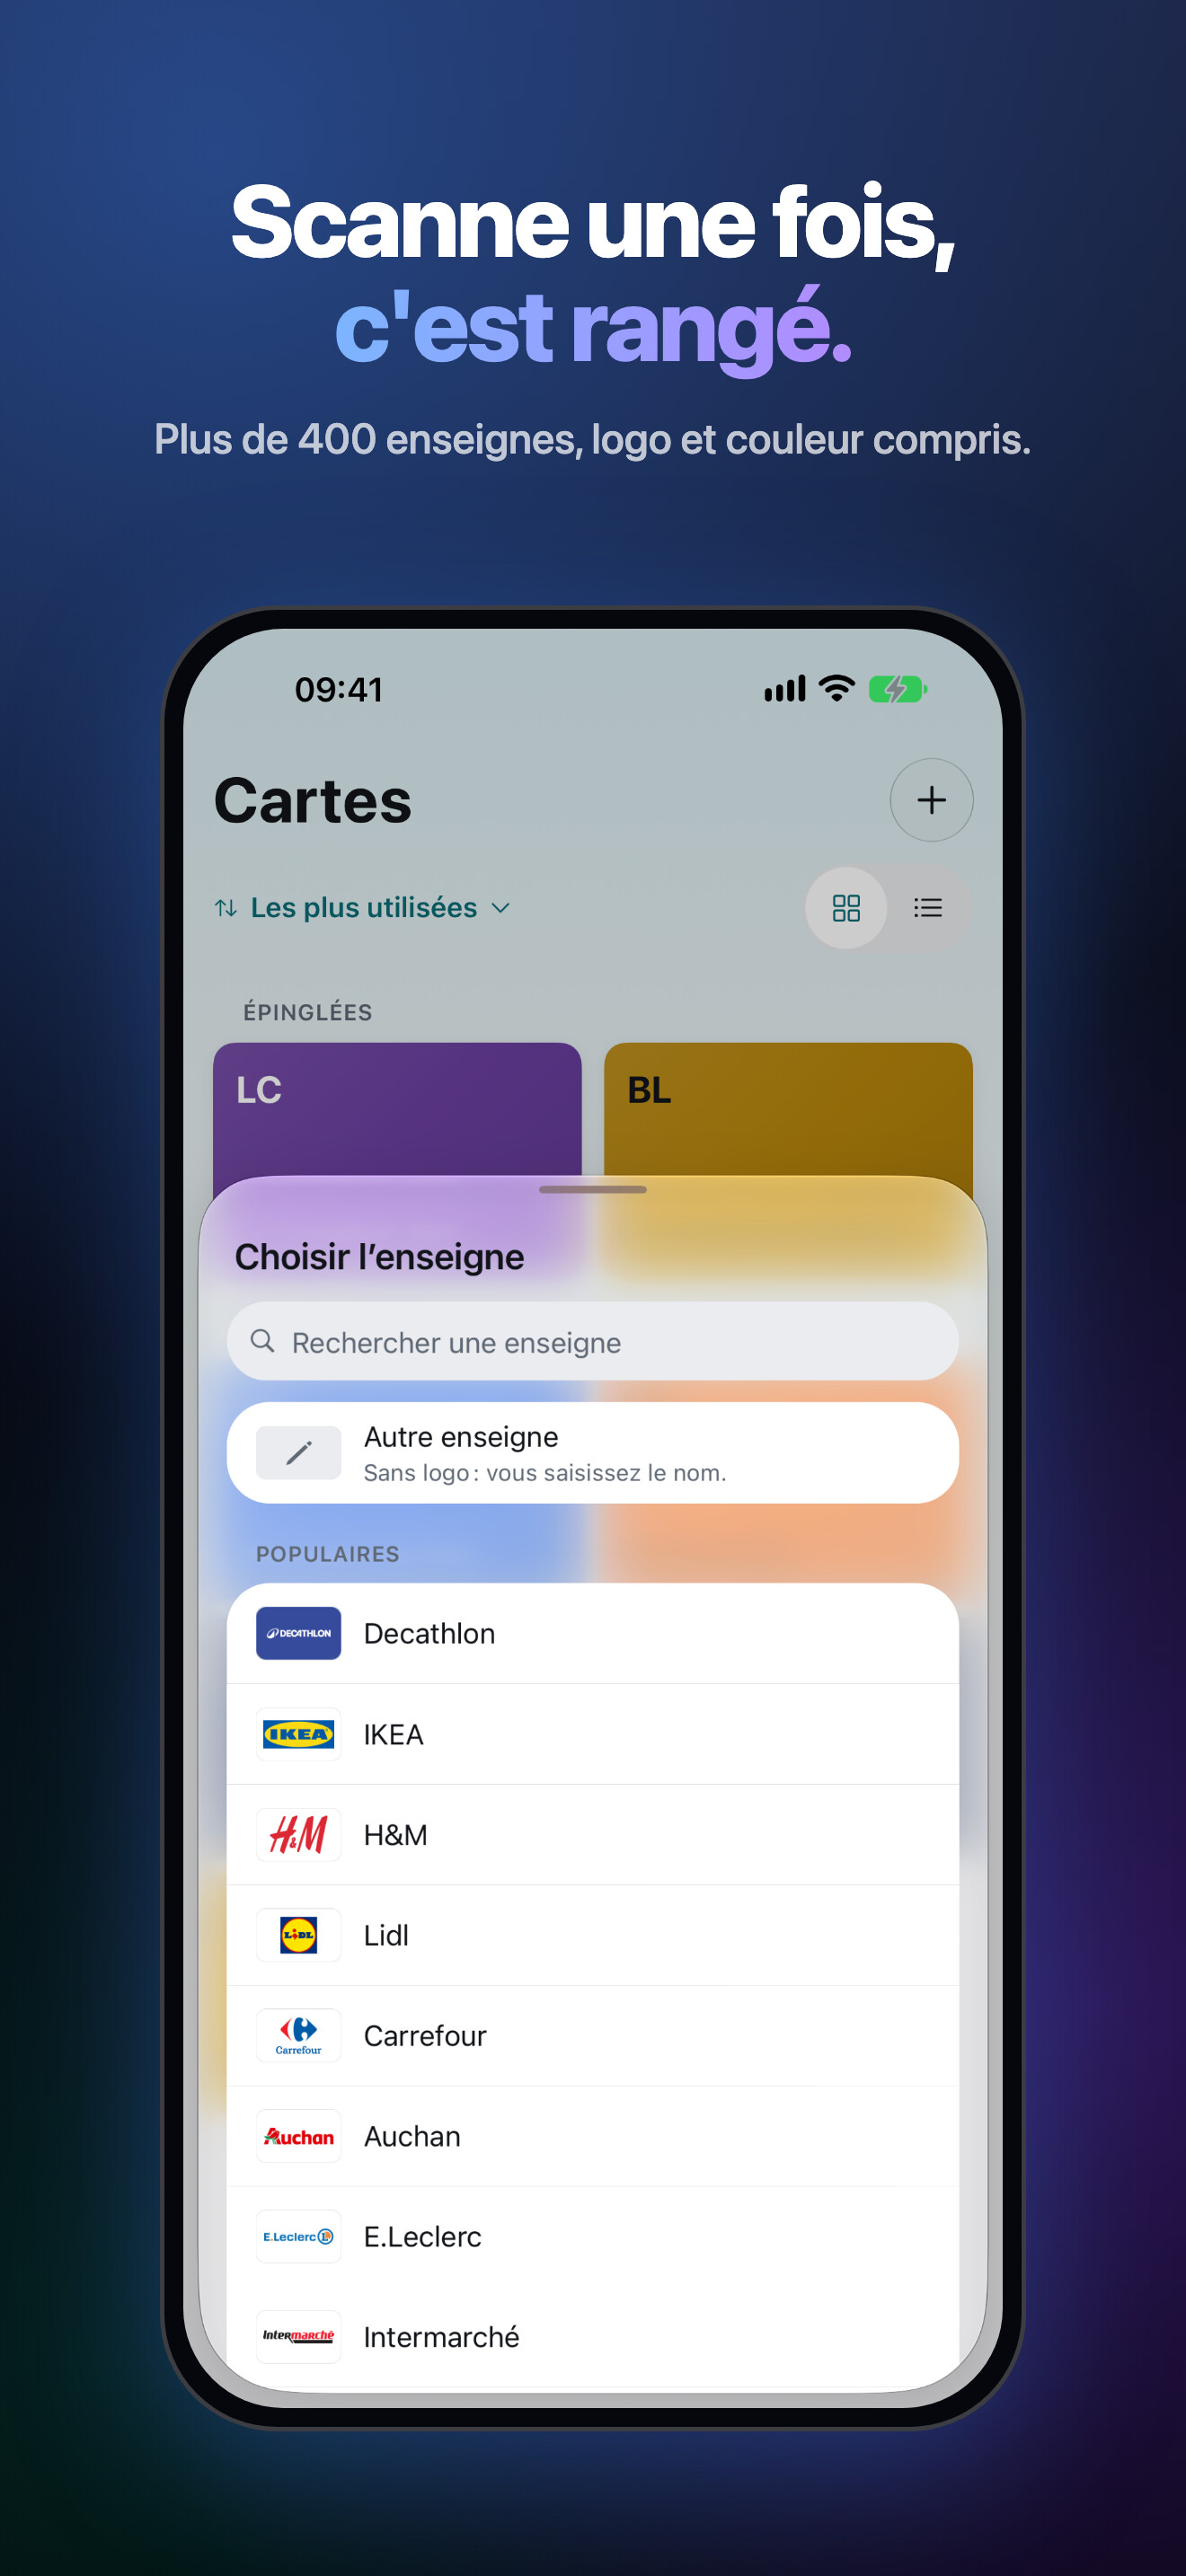 Scanne une fois,
c'est rangé.
Plus de 400 enseignes, logo et couleur compris.
09:41
Cartes
Les plus utilisées
ÉPINGLÉES
LC
BL
Choisir l’enseigne
Rechercher une enseigne
Autre enseigne
Sans logo : vous saisissez le nom.
POPULAIRES
DECATHLON
Decathlon
IKEA
IKEA
H&M
H&M
LIDL
Lidl
Carrefour
Carrefour
Auchan
Auchan
E.Leclerc L
E.Leclerc
Intermarché
Intermarché